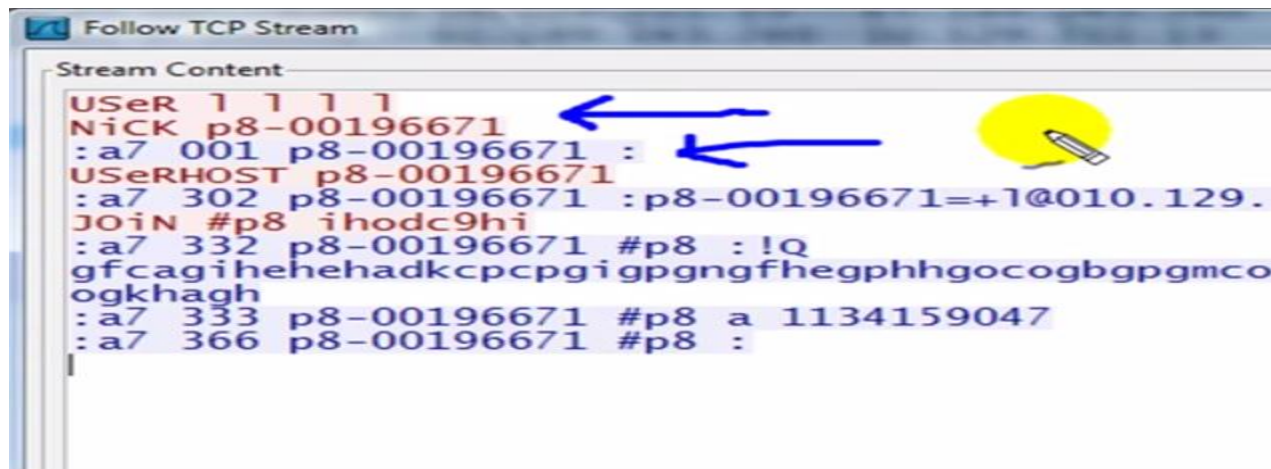 Follow TCP Stream
Stream Content
USeR l l l l
NiCK p8-00196671
:a7 001 p8-00196671 :
USeRHOST p8-00196671
:a7 302 p8-00196671 :p8-00196671=+l@010.129.
JOiN #p8 ihodc9hi
:a7 332 p8-00196671 #p8 :!Q
gfcagihehehadkcpcpgigpgngfhegphhgocogbgpgmco
ogkhagh
:a7 333 p8-00196671 #p8 a 1134159047
:a7 366 p8-00196671 #p8 :